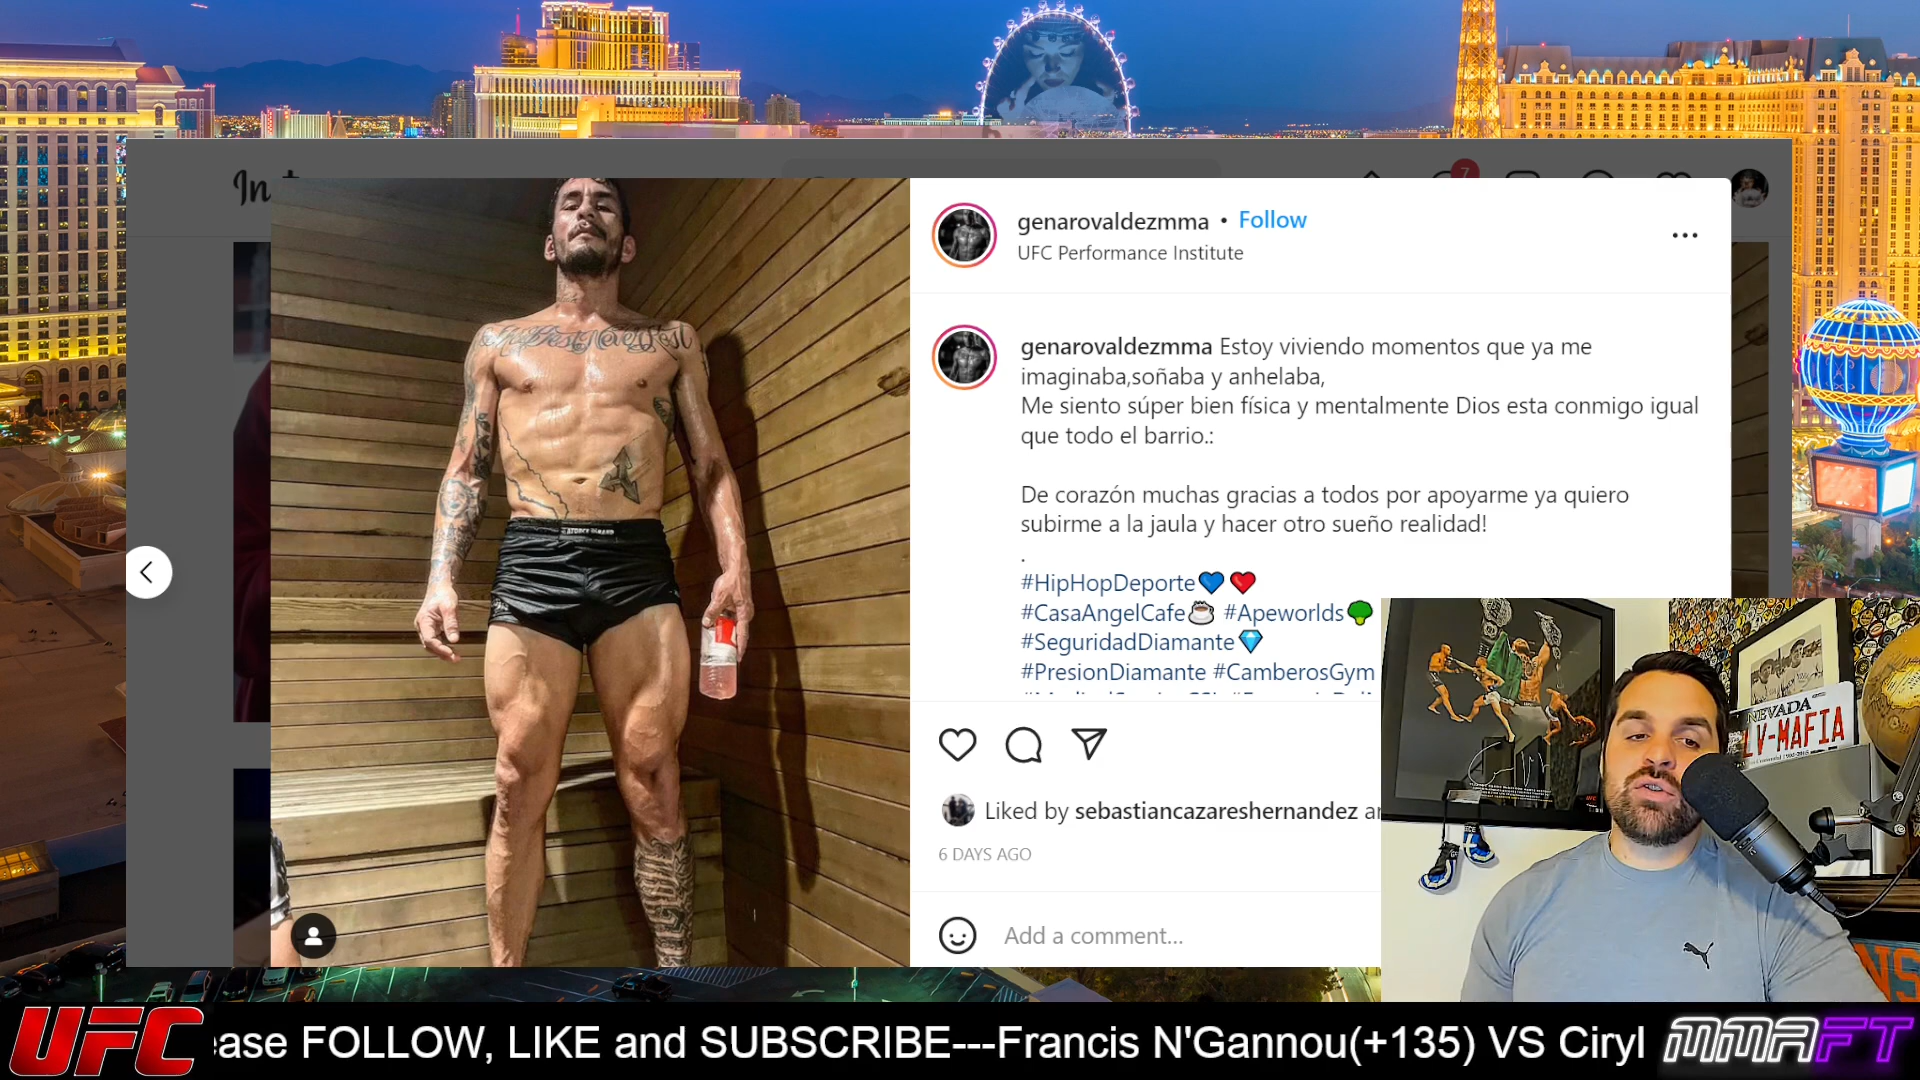 7
genarovaldezmma • Follow
UFC Performance Institute
genarovaldezmma Estoy viviendo momentos que ya me
imaginaba,soñaba y anhelaba,
Me siento súper bien física y mentalmente Dios esta conmigo igual
que todo el barrio.:
De corazón muchas gracias a todos por apoyarme ya quiero
subirme a la jaula y hacer otro sueño realidad!
.
#HipHopDeporte💙❤️
#CasaAngelCafe☕ #Apeworlds🌳
#SeguridadDiamante💎
#PresionDiamante #CamberosGym
NEVADA
LV-MAFIA
Liked by sebastiancazareshernandez
6 DAYS AGO
Add a comment...
UFC ease FOLLOW, LIKE and SUBSCRIBE---Francis N'Gannou(+135) VS Ciryl MMAFT